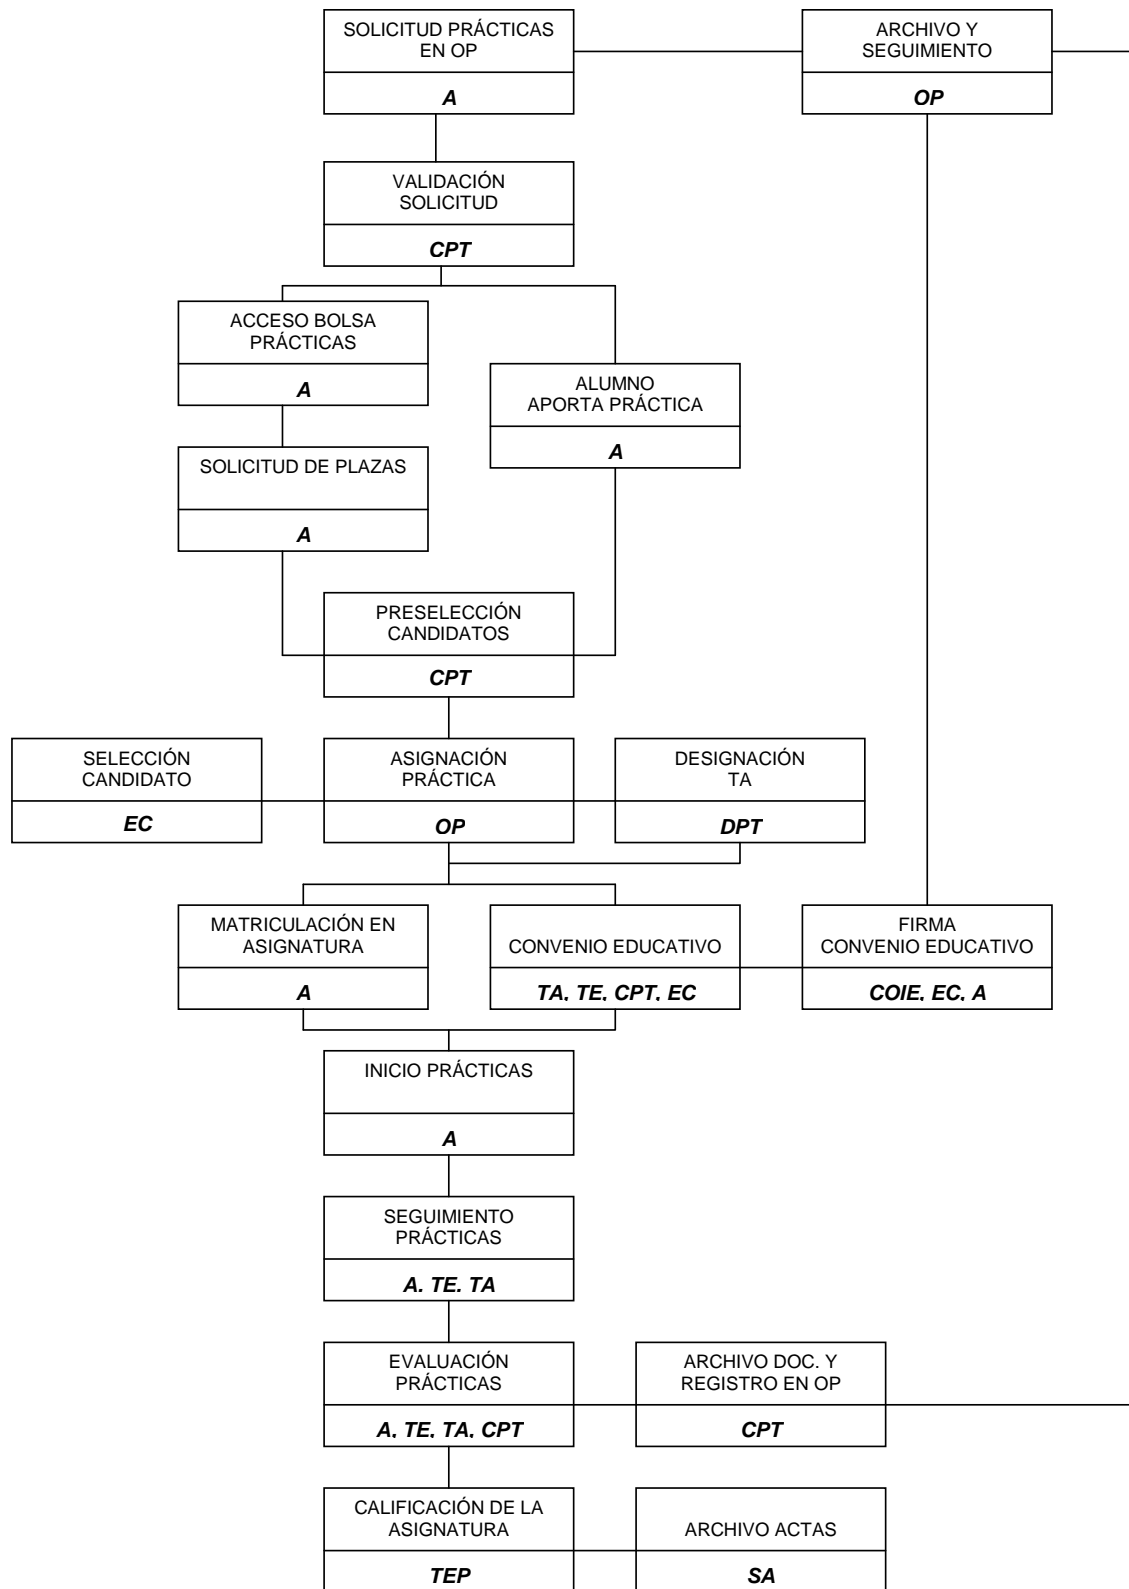 SOLICITUD PRÁCTICAS
EN OP
A
ARCHIVO Y
SEGUIMIENTO
OP
VALIDACIÓN
SOLICITUD
CPT
ACCESO BOLSA
PRÁCTICAS
A
ALUMNO
APORTA PRÁCTICA
A
SOLICITUD DE PLAZAS
A
PRESELECCIÓN
CANDIDATOS
CPT
SELECCIÓN
CANDIDATO
EC
ASIGNACIÓN
PRÁCTICA
OP
DESIGNACIÓN
TA
DPT
MATRICULACIÓN EN
ASIGNATURA
A
CONVENIO EDUCATIVO
TA, TE, CPT, EC
FIRMA
CONVENIO EDUCATIVO
COIE, EC, A
INICIO PRÁCTICAS
A
SEGUIMIENTO
PRÁCTICAS
A, TE, TA
EVALUACIÓN
PRÁCTICAS
A, TE, TA, CPT
ARCHIVO DOC. Y
REGISTRO EN OP
CPT
CALIFICACIÓN DE LA
ASIGNATURA
TEP
ARCHIVO ACTAS
SA